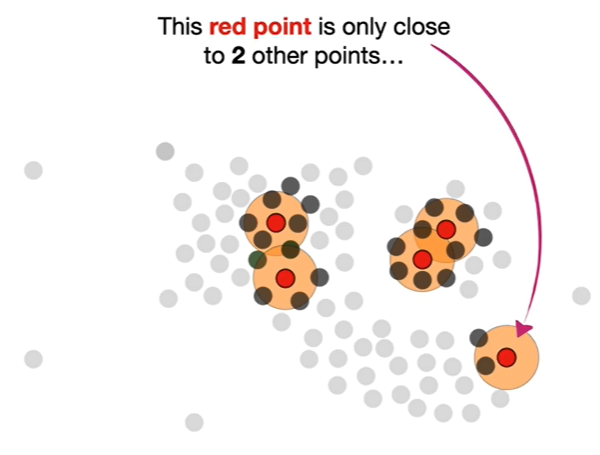 This red point is only close
to 2 other points...